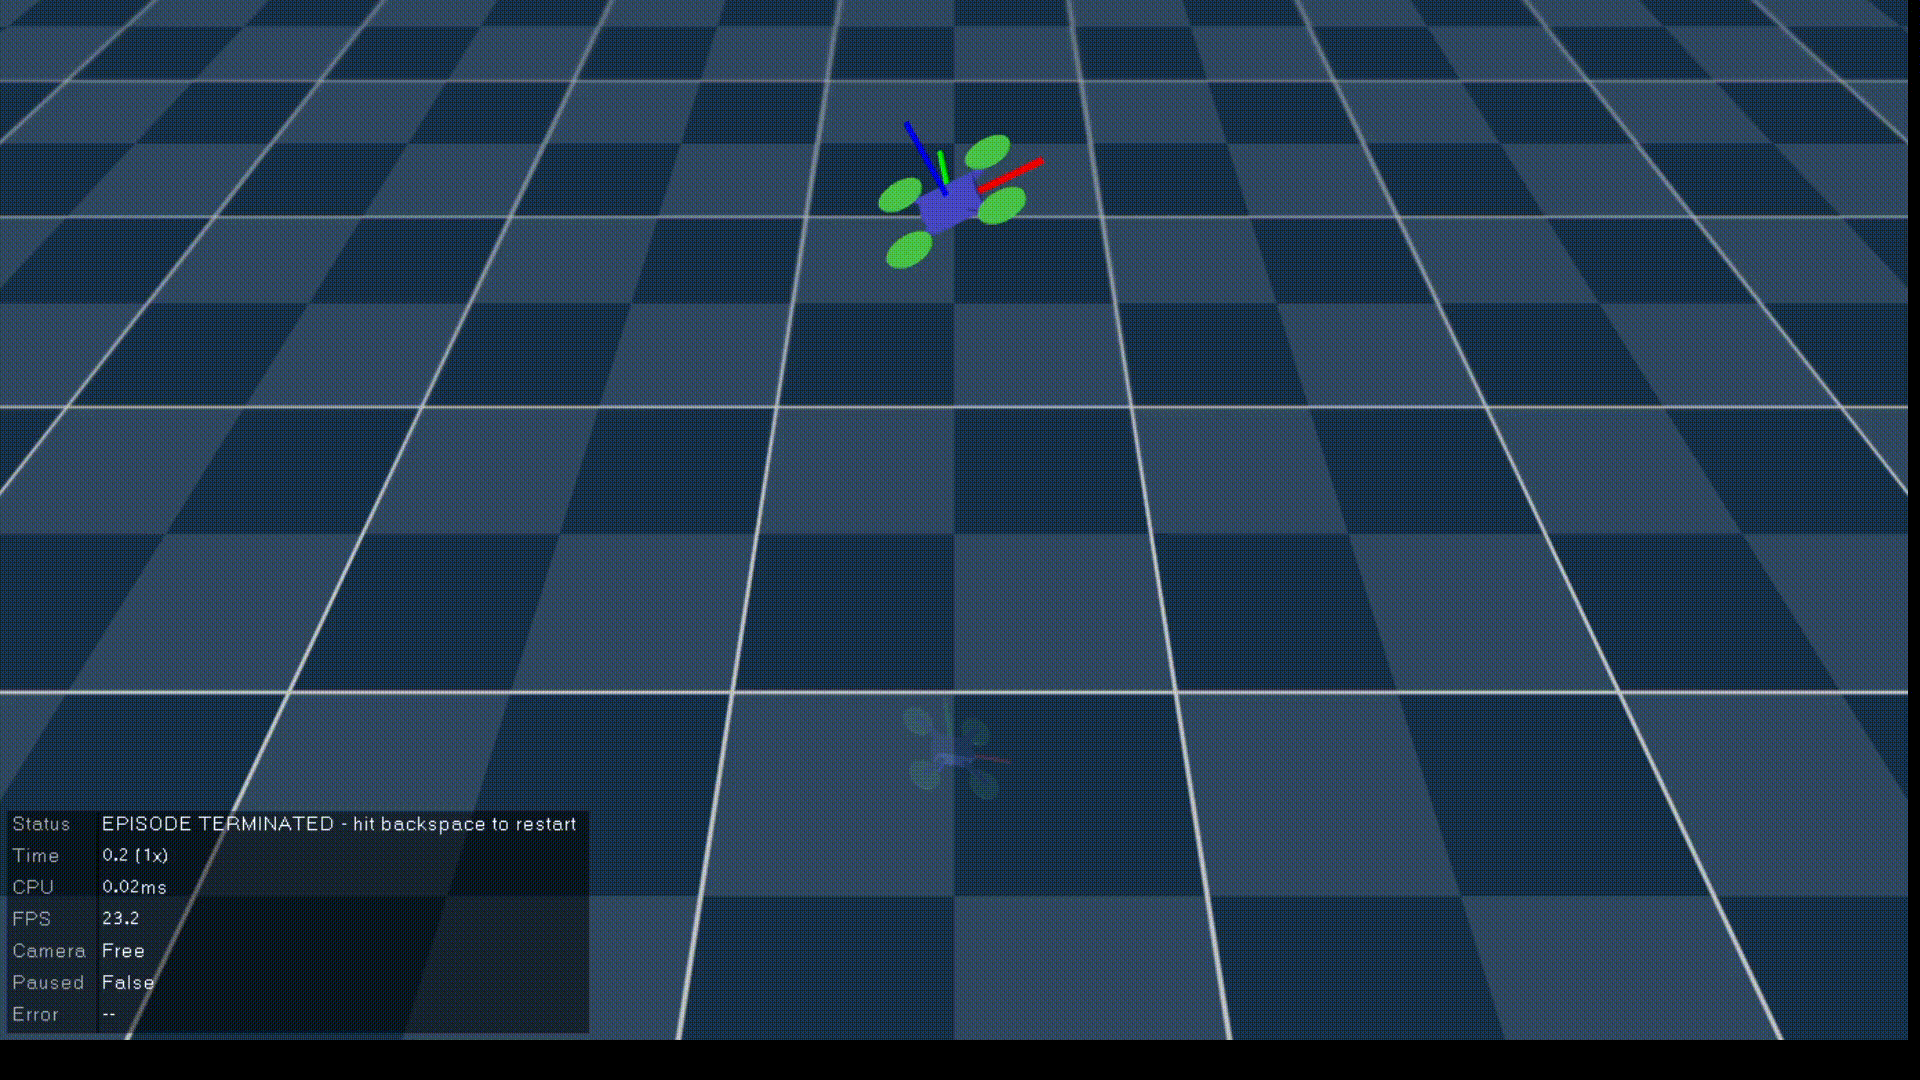 Status EPISODE TERMINATED - hit backspace to restart
Time 0.2 (1x)
CPU 0.02ms
FPS 23.2
Camera Free
Paused False
Error --